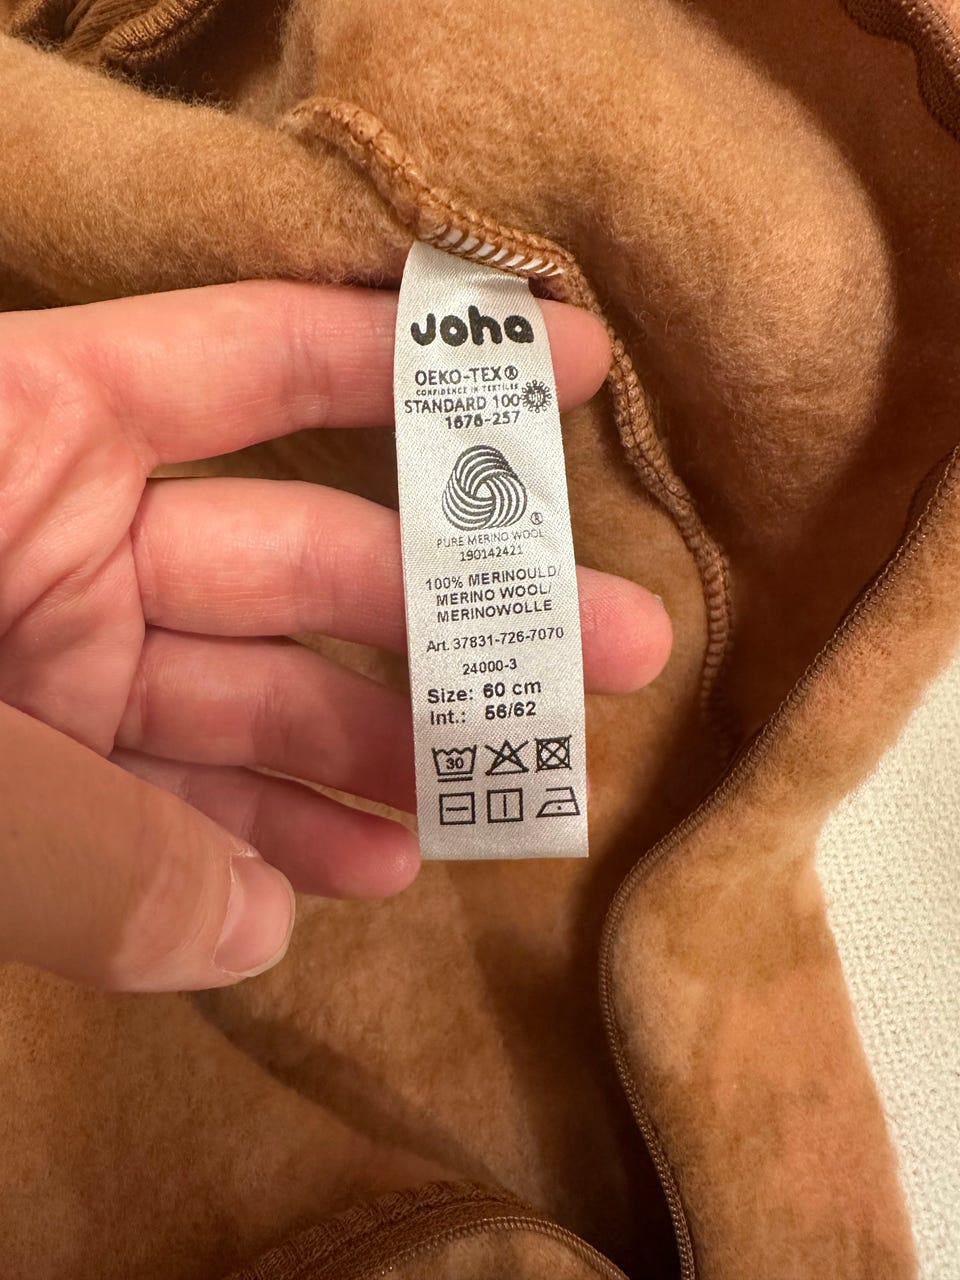 Joha
OEKO-TEX®
CONFIDENCE IN TEXTILES
STANDARD 100
1676-257
®
PURE MERINO WOOL
190142421
100% MERINOULD/
MERINO WOOL/
MERINOWOLLE
Art. 37831-726-7070
24000-3
Size: 60 cm
Int.: 56/62
30